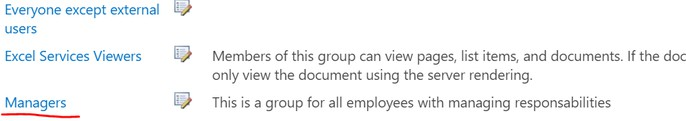 Everyone except external
users
Excel Services Viewers Members of this group can view pages, list items, and documents. If the doc
only view the document using the server rendering.
Managers This is a group for all employees with managing responsabilities